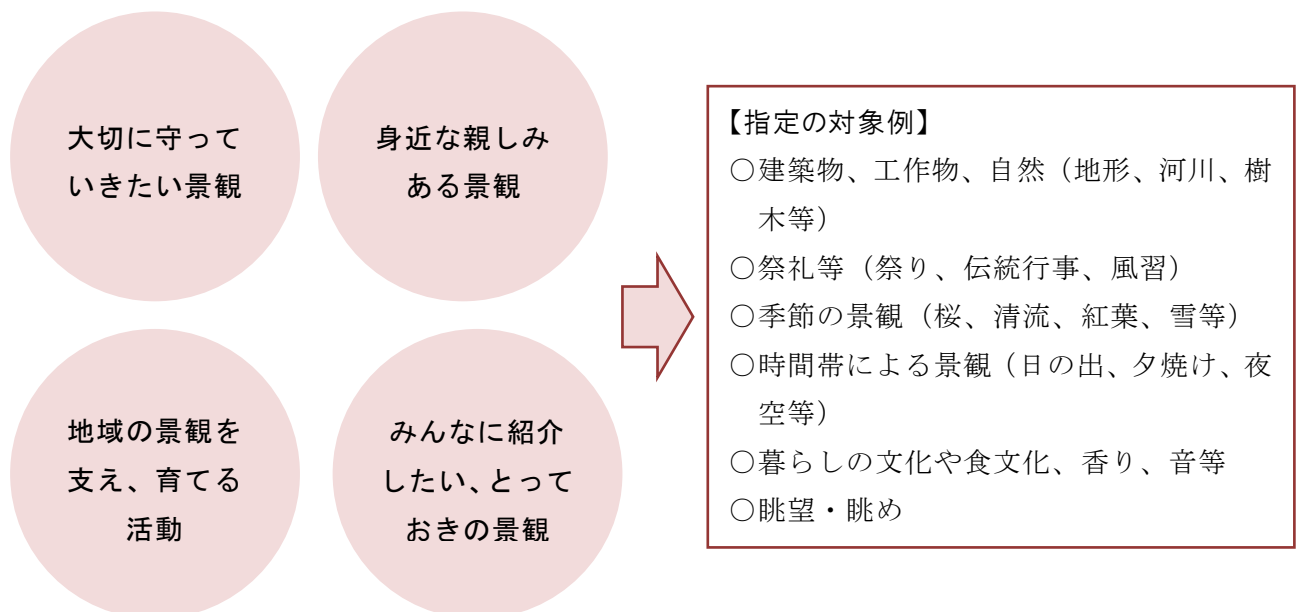 大切に守って
いきたい景観
身近な親しみ
ある景観
地域の景観を
支え、育てる
活動
みんなに紹介
したい、とって
おきの景観
【指定の対象例】
○建築物、工作物、自然（地形、河川、樹
木等）
○祭礼等（祭り、伝統行事、風習）
○季節の景観（桜、清流、紅葉、雪等）
○時間帯による景観（日の出、夕焼け、夜
空等）
○暮らしの文化や食文化、香り、音等
○眺望・眺め